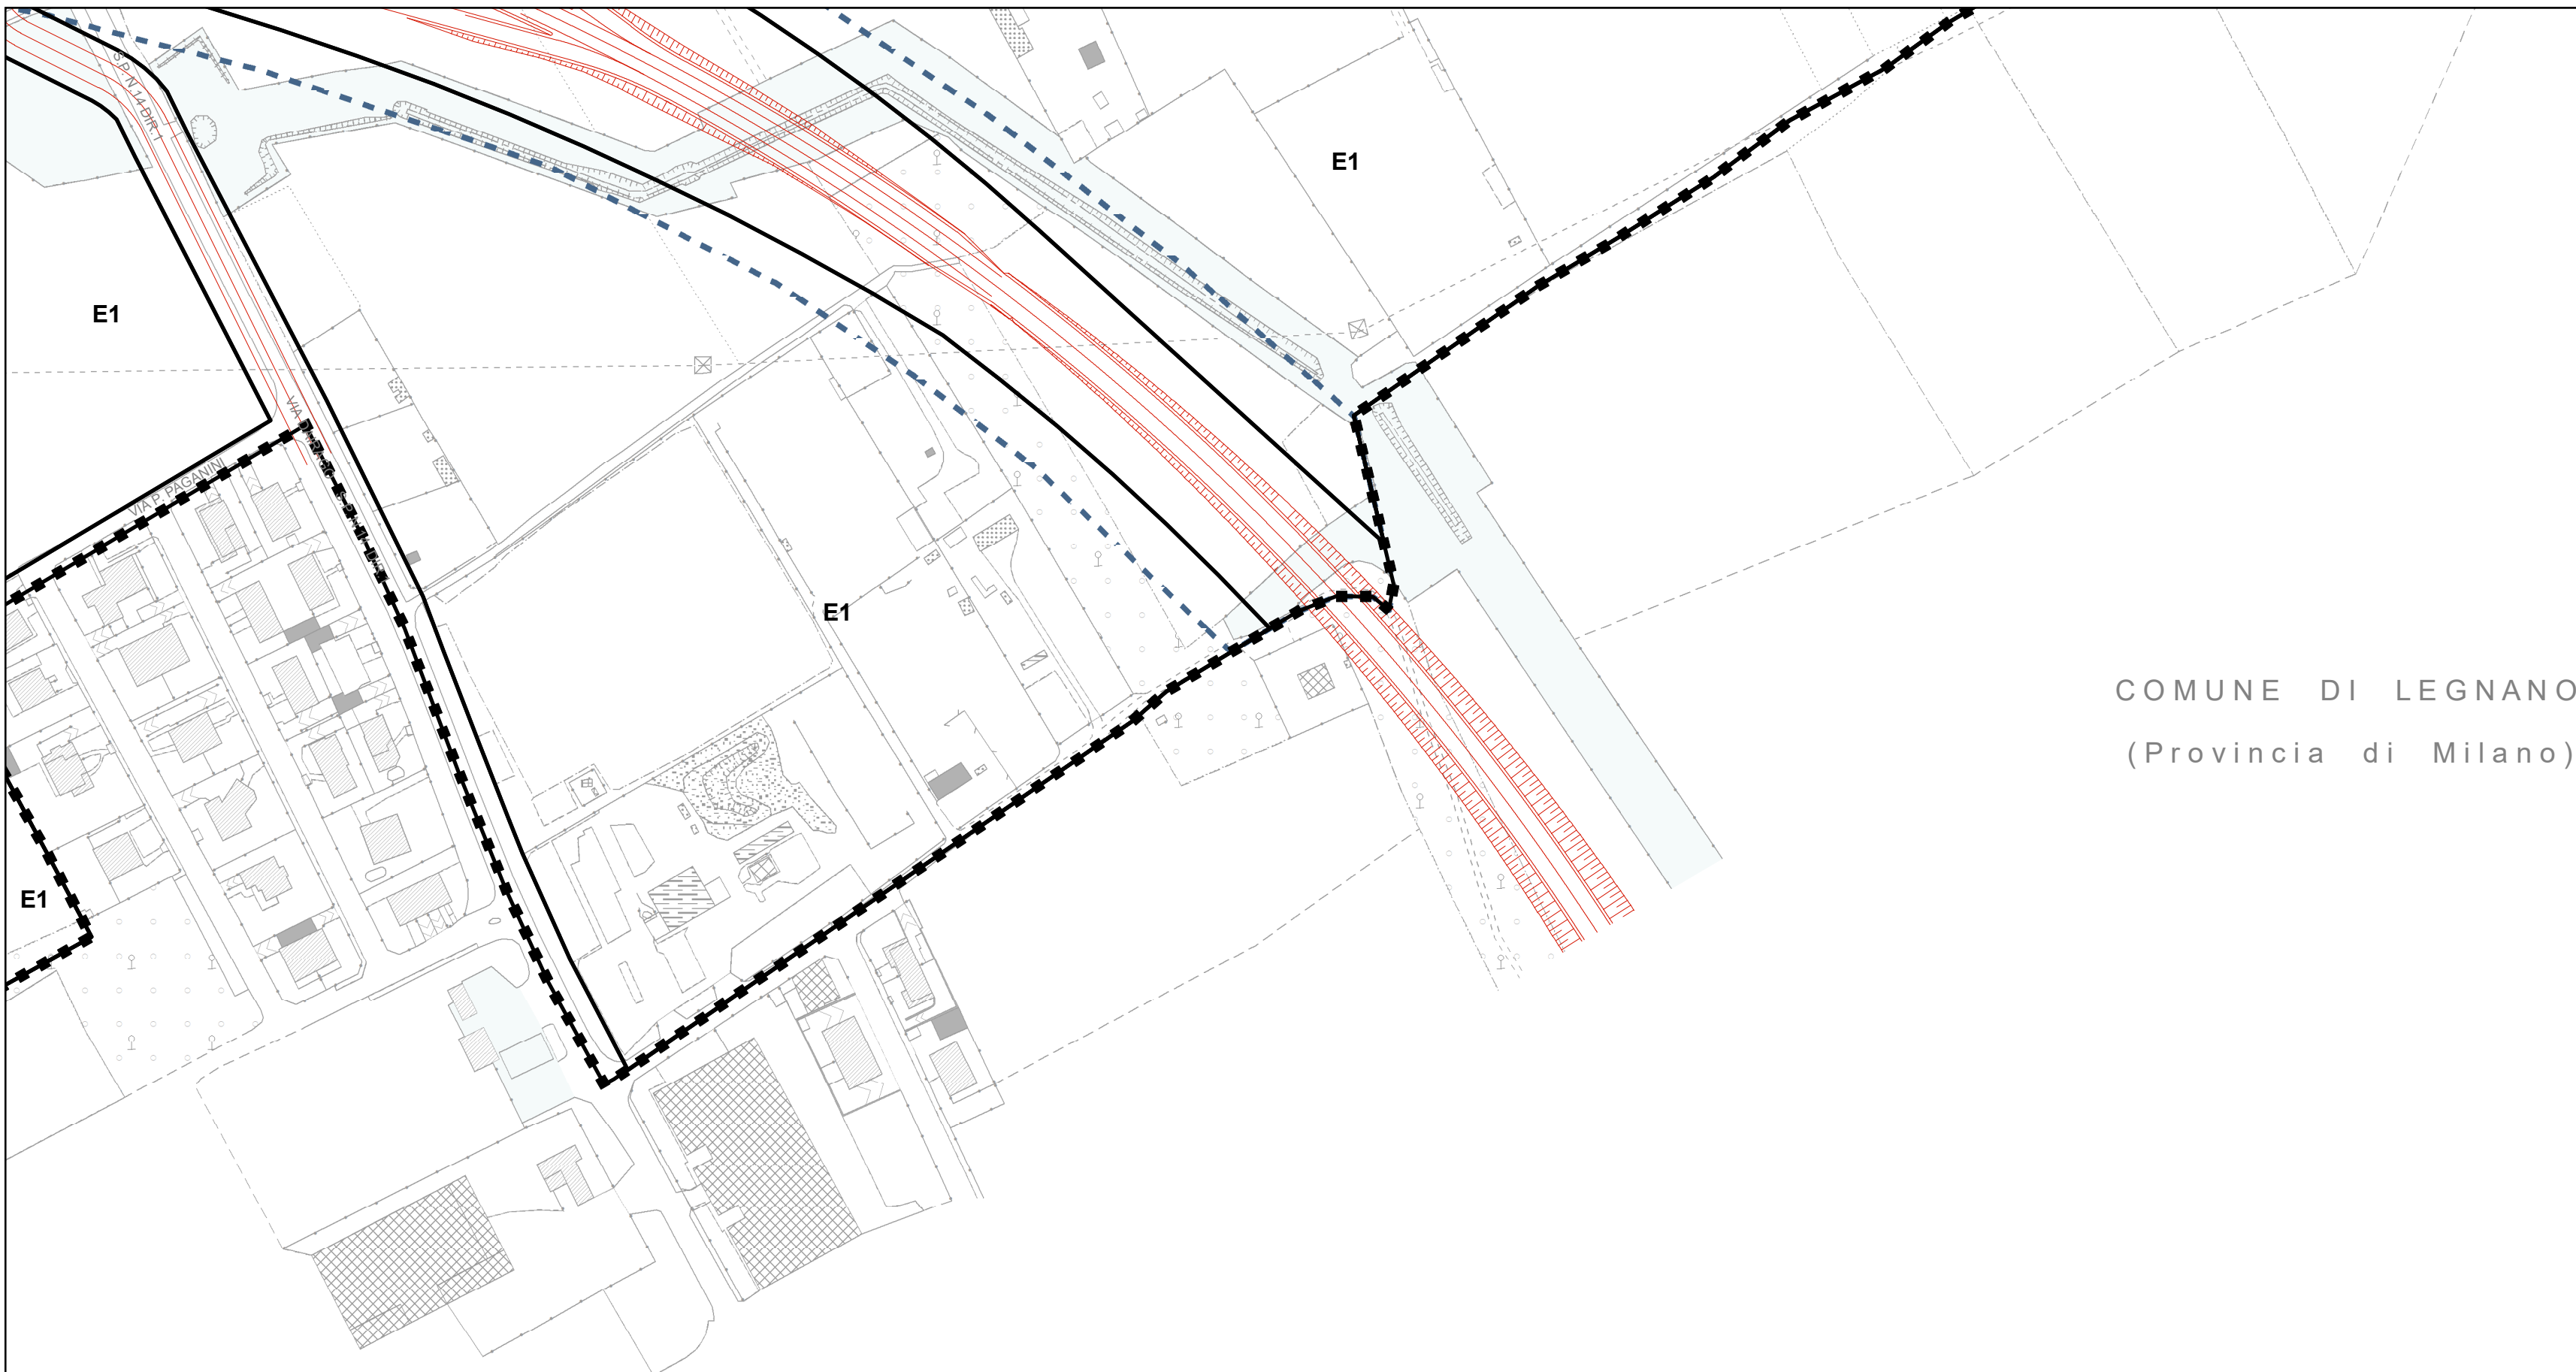 S.P. N.14 DIR.1
E1
E1
VIA P. PAGANINI
E1
COMUNE DI LEGNANO
(Provincia di Milano)
E1